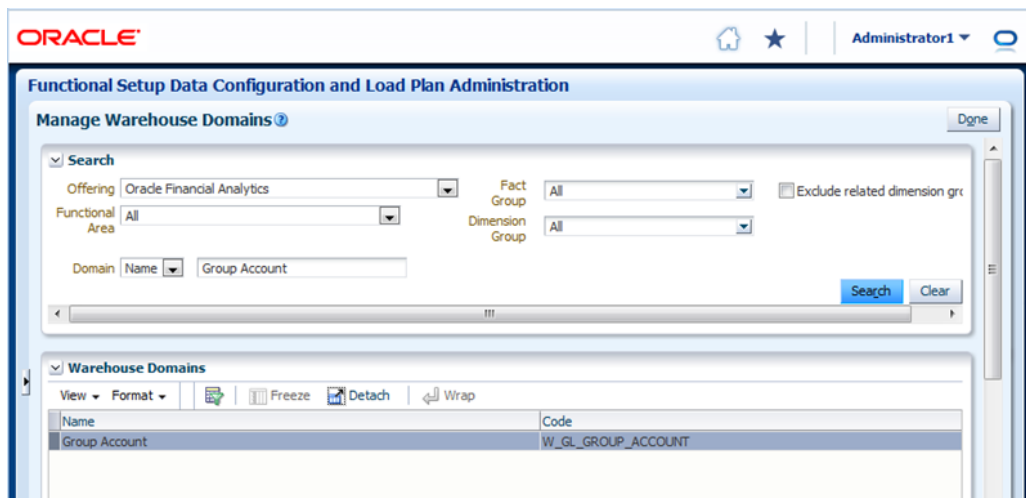 ORACLE
Administrator1
Functional Setup Data Configuration and Load Plan Administration
Manage Warehouse Domains
Done
Search
Offering Oracle Financial Analytics
Fact Group All
Exclude related dimension gro
Functional Area All
Dimension Group All
Domain Name Group Account
Search Clear
Warehouse Domains
View Format Freeze Detach Wrap
Name Code
Group Account W_GL_GROUP_ACCOUNT